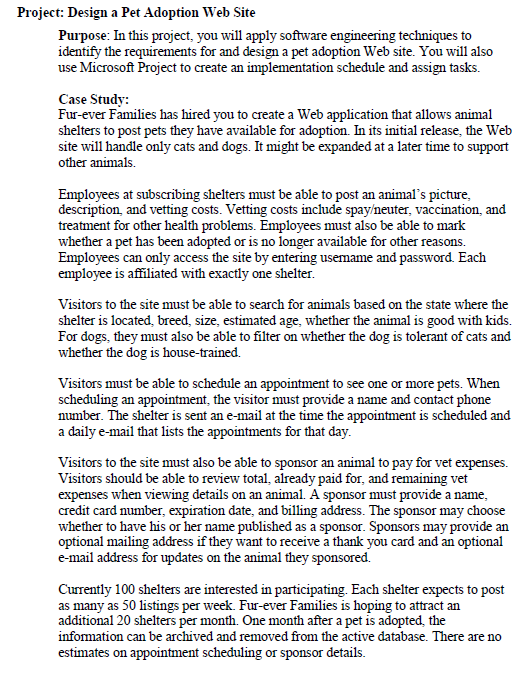 Project: Design a Pet Adoption Web Site
Purpose: In this project, you will apply software engineering techniques to
identify the requirements for and design a pet adoption Web site. You will also
use Microsoft Project to create an implementation schedule and assign tasks.
Case Study:
Fur-ever Families has hired you to create a Web application that allows animal
shelters to post pets they have available for adoption. In its initial release, the Web
site will handle only cats and dogs. It might be expanded at a later time to support
other animals.
Employees at subscribing shelters must be able to post an animal's picture,
description, and vetting costs. Vetting costs include spay/neuter, vaccination, and
treatment for other health problems. Employees must also be able to mark
whether a pet has been adopted or is no longer available for other reasons.
Employees can only access the site by entering username and password. Each
employee is affiliated with exactly one shelter.
Visitors to the site must be able to search for animals based on the state where the
shelter is located, breed, size, estimated age, whether the animal is good with kids.
For dogs, they must also be able to filter on whether the dog is tolerant of cats and
whether the dog is house-trained.
Visitors must be able to schedule an appointment to see one or more pets. When
scheduling an appointment, the visitor must provide a name and contact phone
number. The shelter is sent an e-mail at the time the appointment is scheduled and
a daily e-mail that lists the appointments for that day.
Visitors to the site must also be able to sponsor an animal to pay for vet expenses.
Visitors should be able to review total, already paid for, and remaining vet
expenses when viewing details on an animal. A sponsor must provide a name,
credit card number, expiration date, and billing address. The sponsor may choose
whether to have his or her name published as a sponsor. Sponsors may provide an
optional mailing address if they want to receive a thank you card and an optional
e-mail address for updates on the animal they sponsored.
Currently 100 shelters are interested in participating. Each shelter expects to post
as many as 50 listings per week. Fur-ever Families is hoping to attract an
additional 20 shelters per month. One month after a pet is adopted, the
information can be archived and removed from the active database. There are no
estimates on appointment scheduling or sponsor details.